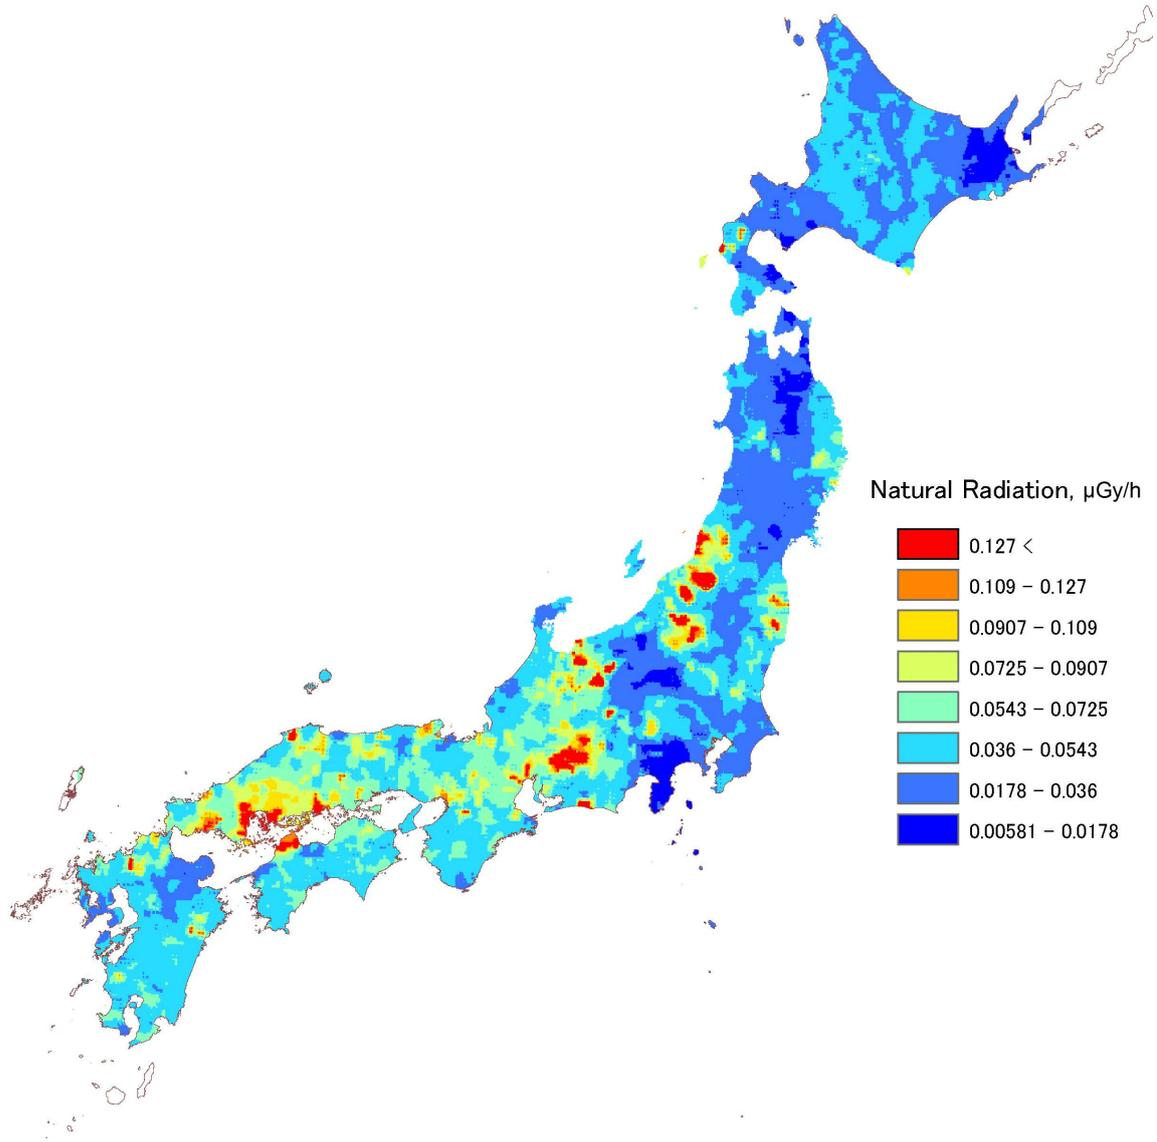 Natural Radiation, μGy/h
0.127 <
0.109 – 0.127
0.0907 – 0.109
0.0725 – 0.0907
0.0543 – 0.0725
0.036 – 0.0543
0.0178 – 0.036
0.00581 – 0.0178